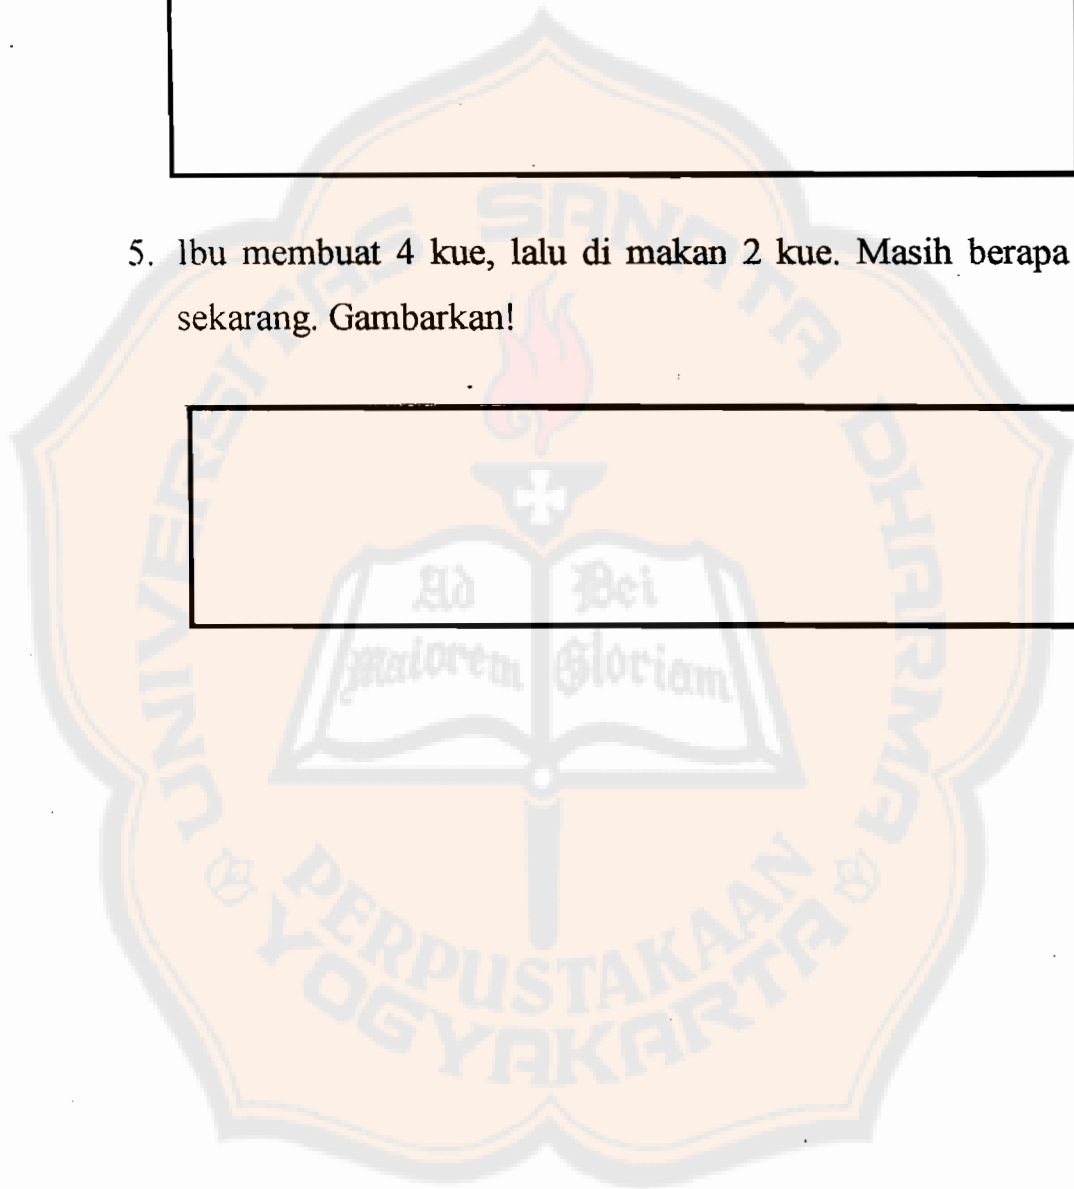 5. Ibu membuat 4 kue, lalu di makan 2 kue. Masih berapa
sekarang. Gambarkan!
UNIVERSITAS SANATA DHARMA
Ad Dei
Maiorem Gloriam
PERPUSTAKAAN
YOGYAKARTA